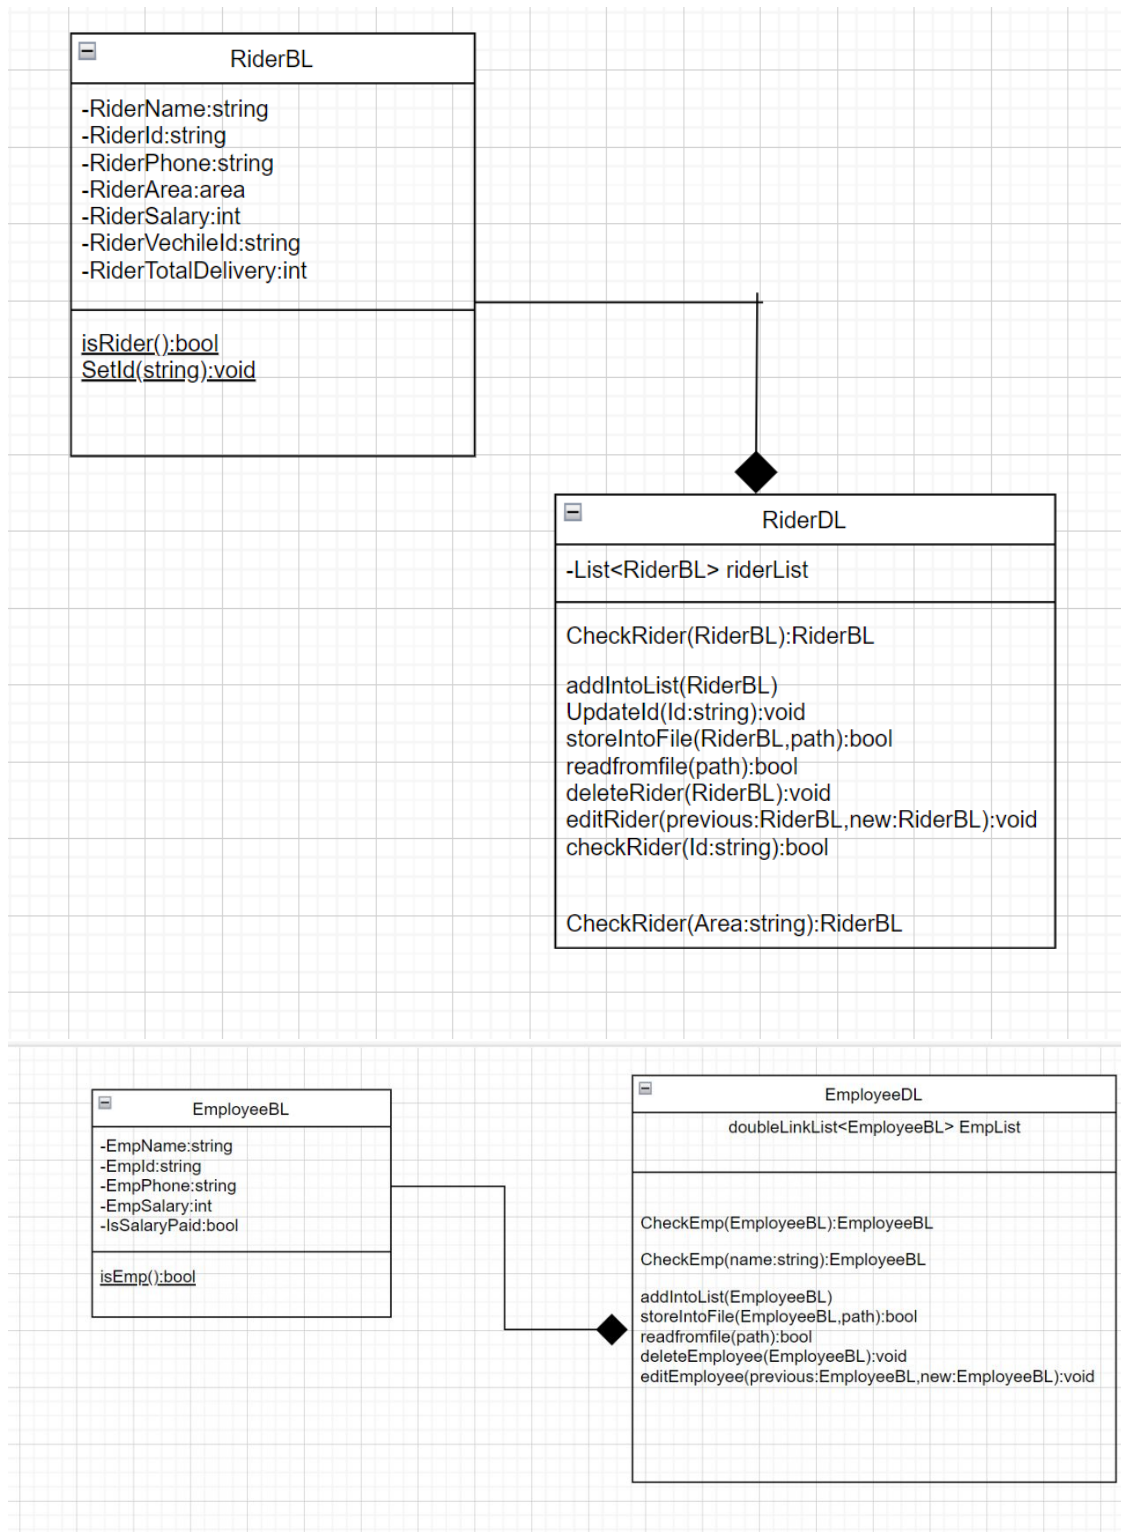 RiderBL
-RiderName:string
-RiderId:string
-RiderPhone:string
-RiderArea:area
-RiderSalary:int
-RiderVechileId:string
-RiderTotalDelivery:int
isRider():bool
SetId(string):void
RiderDL
-List<RiderBL> riderList
CheckRider(RiderBL):RiderBL
addIntoList(RiderBL)
UpdateId(Id:string):void
storeIntoFile(RiderBL,path):bool
readfromfile(path):bool
deleteRider(RiderBL):void
editRider(previous:RiderBL,new:RiderBL):void
checkRider(Id:string):bool
CheckRider(Area:string):RiderBL
EmployeeBL
-EmpName:string
-EmpId:string
-EmpPhone:string
-EmpSalary:int
-IsSalaryPaid:bool
isEmp():bool
EmployeeDL
doubleLinkList<EmployeeBL> EmpList
CheckEmp(EmployeeBL):EmployeeBL
CheckEmp(name:string):EmployeeBL
addIntoList(EmployeeBL)
storeIntoFile(EmployeeBL,path):bool
readfromfile(path):bool
deleteEmployee(EmployeeBL):void
editEmployee(previous:EmployeeBL,new:EmployeeBL):void